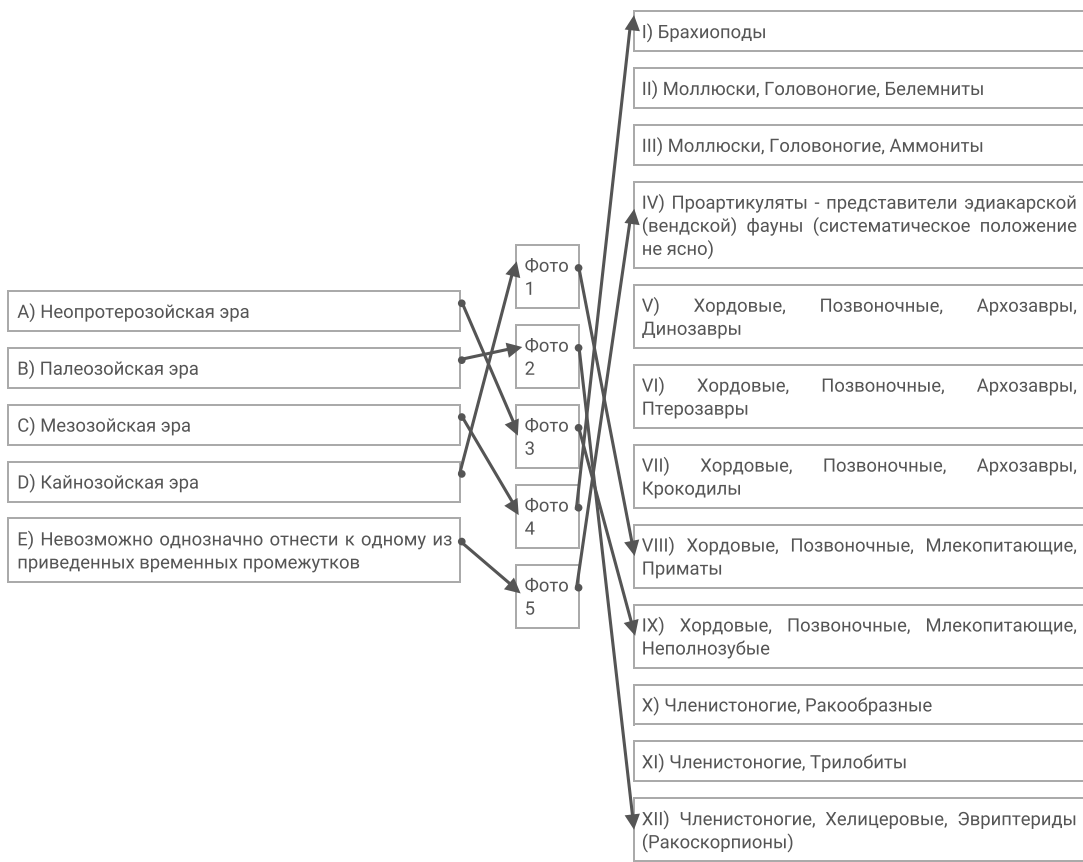 A) Неопротерозойская эра
B) Палеозойская эра
C) Мезозойская эра
D) Кайнозойская эра
E) Невозможно однозначно отнести к одному из
приведенных временных промежутков
Фото
1
Фото
2
Фото
3
Фото
4
Фото
5
I) Брахиоподы
II) Моллюски, Головоногие, Белемниты
III) Моллюски, Головоногие, Аммониты
IV) Проартикуляты - представители эдиакарской
(вендской) фауны (систематическое положение
не ясно)
V) Хордовые, Позвоночные, Архозавры,
Динозавры
VI) Хордовые, Позвоночные, Архозавры,
Птерозавры
VII) Хордовые, Позвоночные, Архозавры,
Крокодилы
VIII) Хордовые, Позвоночные, Млекопитающие,
Приматы
IX) Хордовые, Позвоночные, Млекопитающие,
Неполнозубые
X) Членистоногие, Ракообразные
XI) Членистоногие, Трилобиты
XII) Членистоногие, Хелицеровые, Эвриптериды
(Ракоскорпионы)